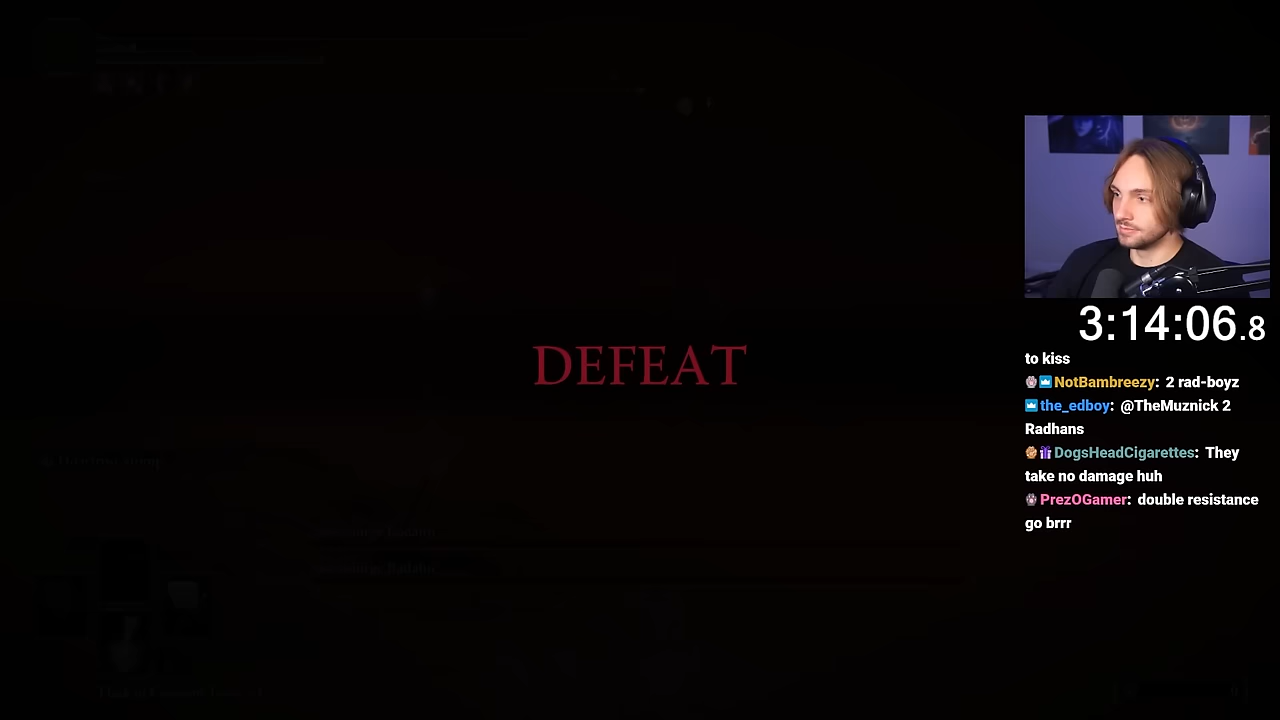 DEFEAT
3:14:06.8
to kiss
NotBambreezy: 2 rad-boyz
the_edboy: @TheMuznick 2
Radhans
DogsHeadCigarettes: They
take no damage huh
PrezOGamer: double resistance
go brrr